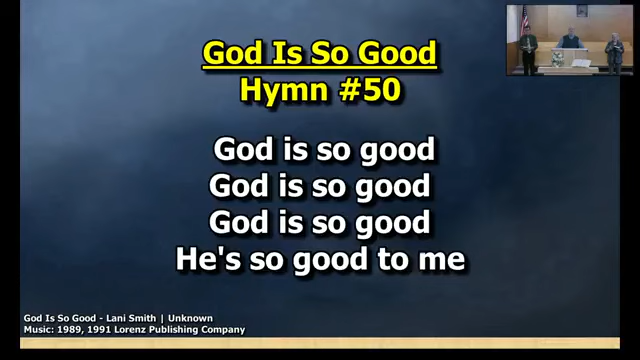 God Is So Good
Hymn #50
God is so good
God is so good
God is so good
He's so good to me
God Is So Good - Lani Smith | Unknown
Music: 1989, 1991 Lorenz Publishing Company